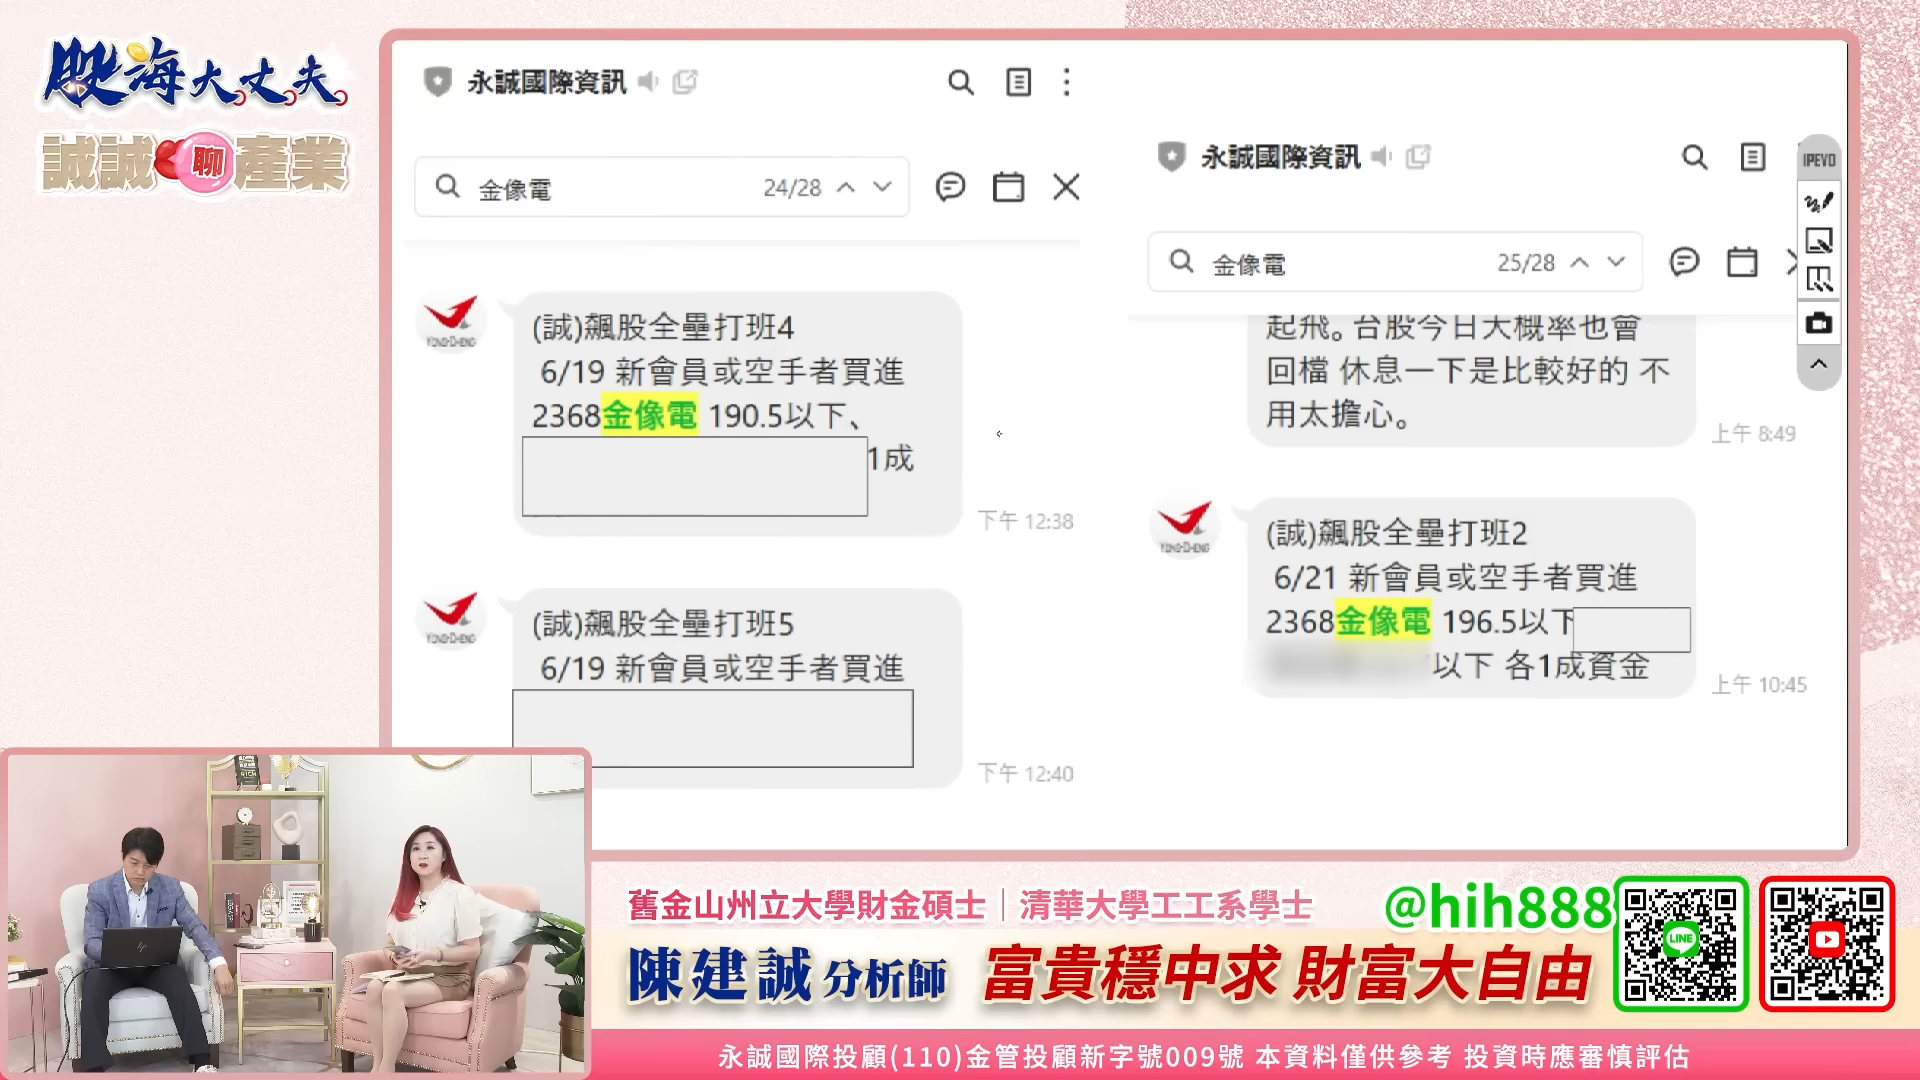 股海大丈夫
誠誠聊產業
永誠國際資訊
金像電
24/28
(誠)飆股全壘打班4
6/19 新會員或空手者買進
2368金像電 190.5以下、
1成
下午 12:38
(誠)飆股全壘打班5
6/19 新會員或空手者買進
下午 12:40
YONG-DHENG
YONG-DHENG
永誠國際資訊
金像電
25/28
起飛。台股今日大概率也會
回檔 休息一下是比較好的 不
用太擔心。
上午 8:49
(誠)飆股全壘打班2
6/21 新會員或空手者買進
2368金像電 196.5以下
以下 各1成資金
上午 10:45
YONG-DHENG
IPEVO
舊金山州立大學財金碩士｜清華大學工工系學士
@hih888
陳建誠分析師
富貴穩中求 財富大自由
LINE
永誠國際投顧(110)金管投顧新字號009號 本資料僅供參考 投資時應審慎評估